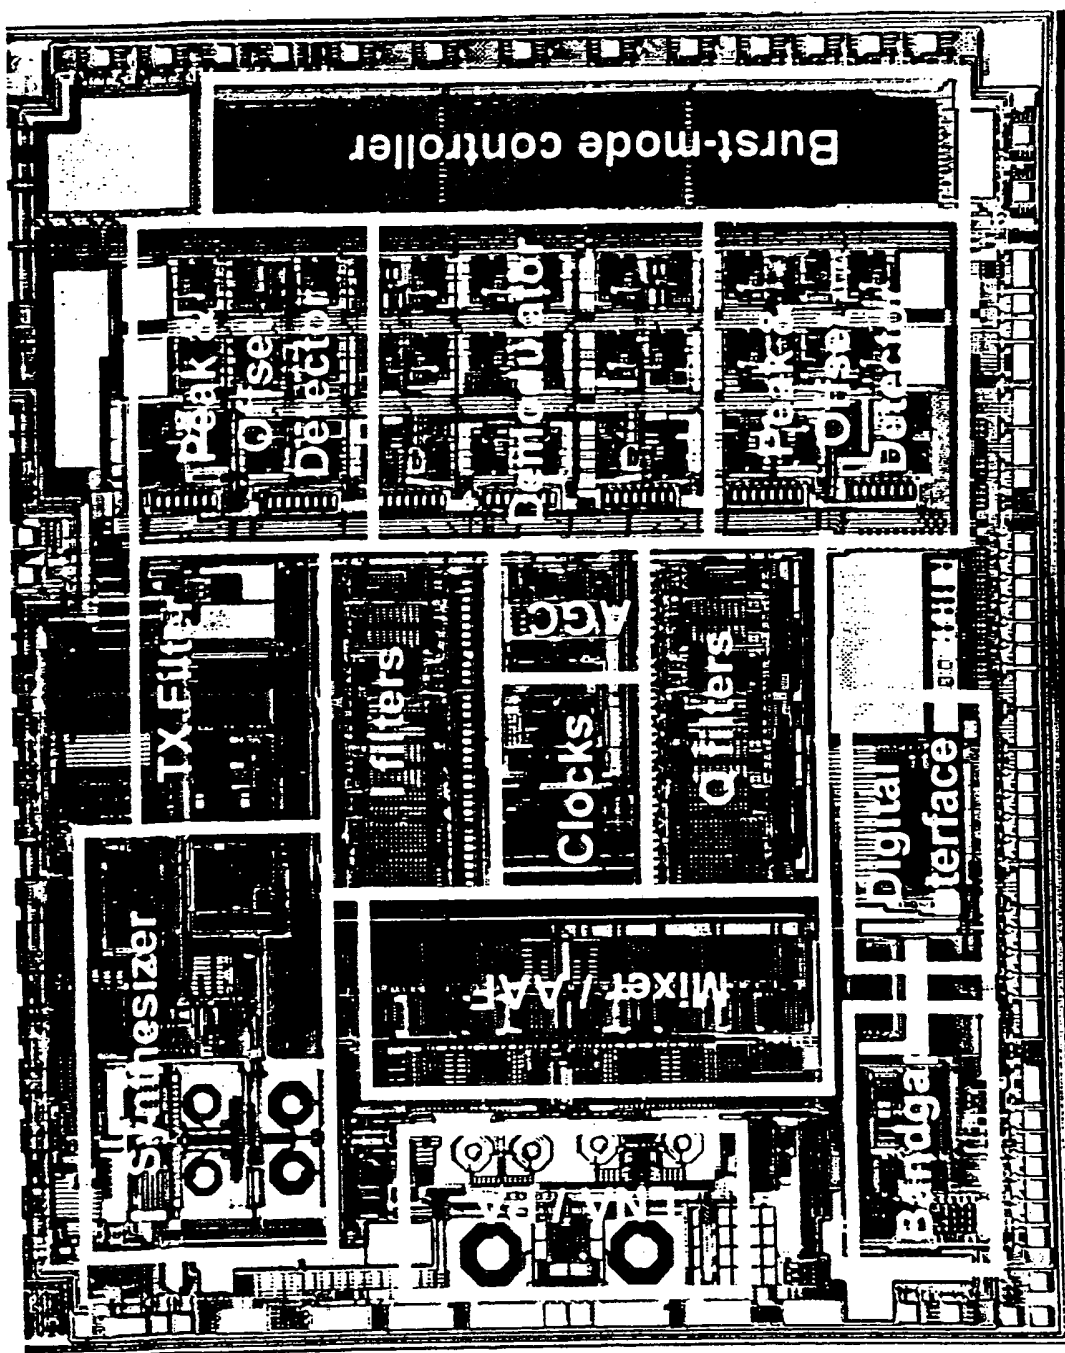 Burst-mode controller
Peak &
Offset
Detector
Demodulator
Peak &
Offset
Detector
TX Filter
I filters
AGC
Clocks
Q filters
Digital
terface
Synthesizer
Mixer / AAF
LNA / PA
Bandgap